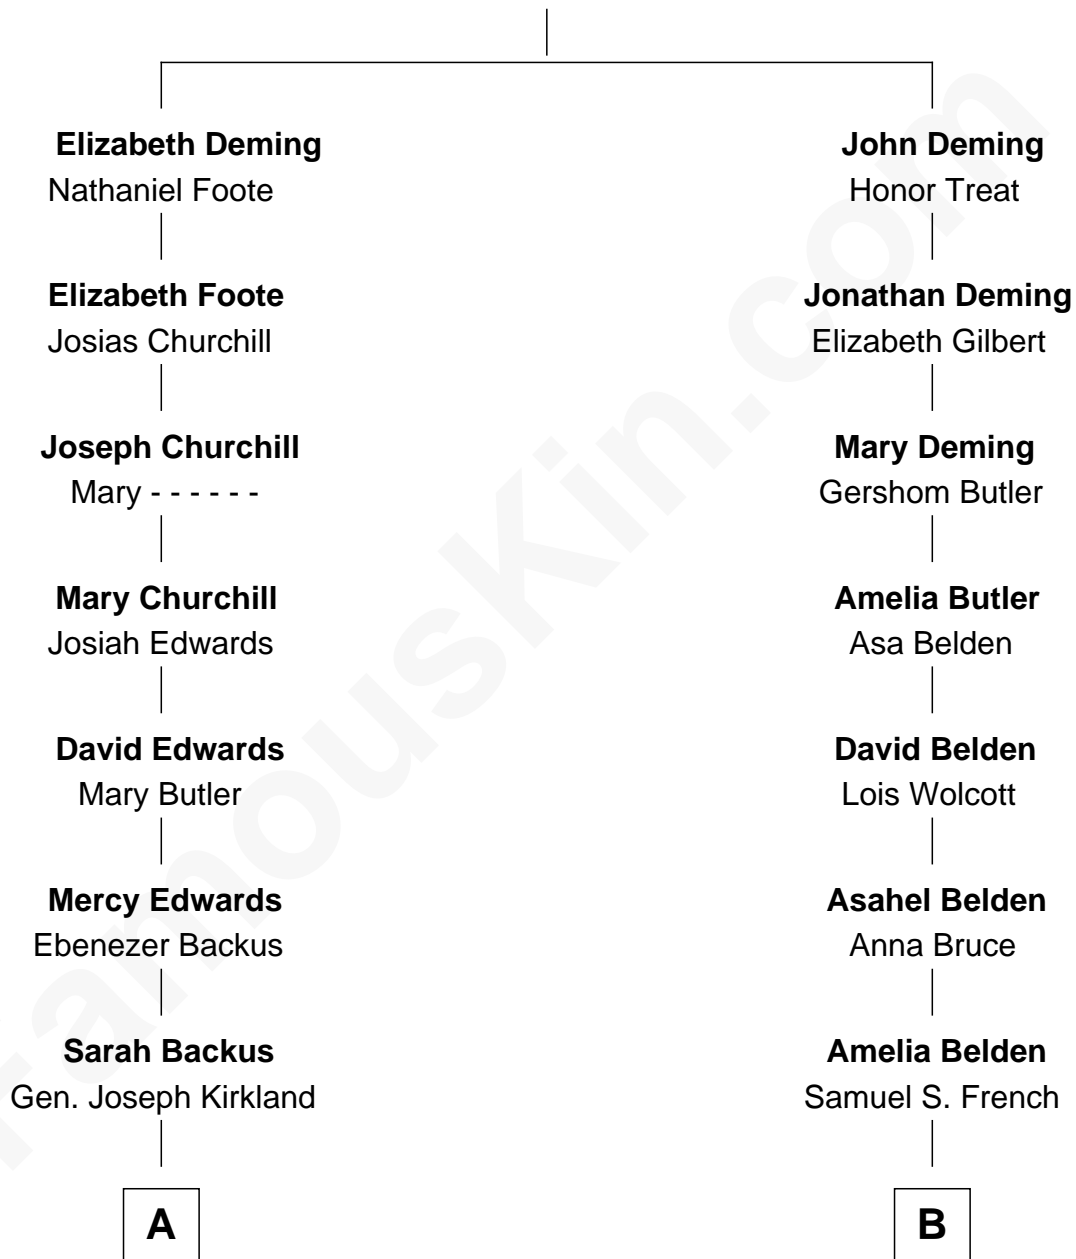 Elizabeth Deming
Nathaniel Foote
Elizabeth Foote
Josias Churchill
Joseph Churchill
Mary - - - - - -
Mary Churchill
Josiah Edwards
David Edwards
Mary Butler
Mercy Edwards
Ebenezer Backus
Sarah Backus
Gen. Joseph Kirkland
A
John Deming
Honor Treat
Jonathan Deming
Elizabeth Gilbert
Mary Deming
Gershom Butler
Amelia Butler
Asa Belden
David Belden
Lois Wolcott
Asahel Belden
Anna Bruce
Amelia Belden
Samuel S. French
B
FamousKin.com